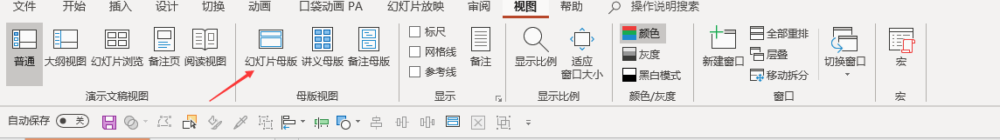 文件 开始 插入 设计 切换 动画 口袋动画 PA 幻灯片放映 审阅 视图 帮助 操作说明搜索
普通 大纲视图 幻灯片浏览 备注页 阅读视图
演示文稿视图
幻灯片母版 讲义母版 备注母版
母版视图
标尺
网格线
参考线
备注
显示
显示比例 适应
窗口大小
显示比例
颜色
灰度
黑白模式
颜色/灰度
新建窗口 全部重排
层叠
移动拆分
切换窗口
窗口
宏
宏
自动保存 关